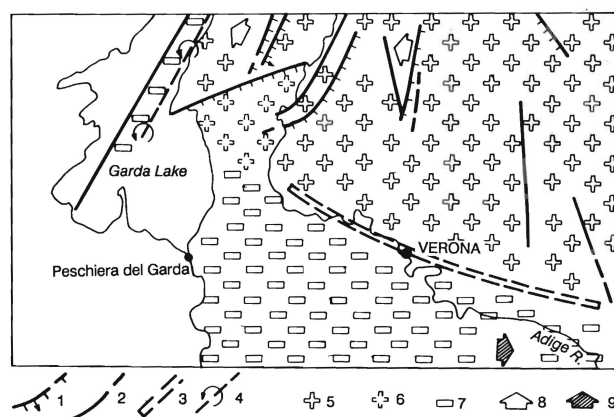 Garda Lake
VERONA
Peschiera del Garda
Adige R.
1 2 3 4 5 6 7 8 9